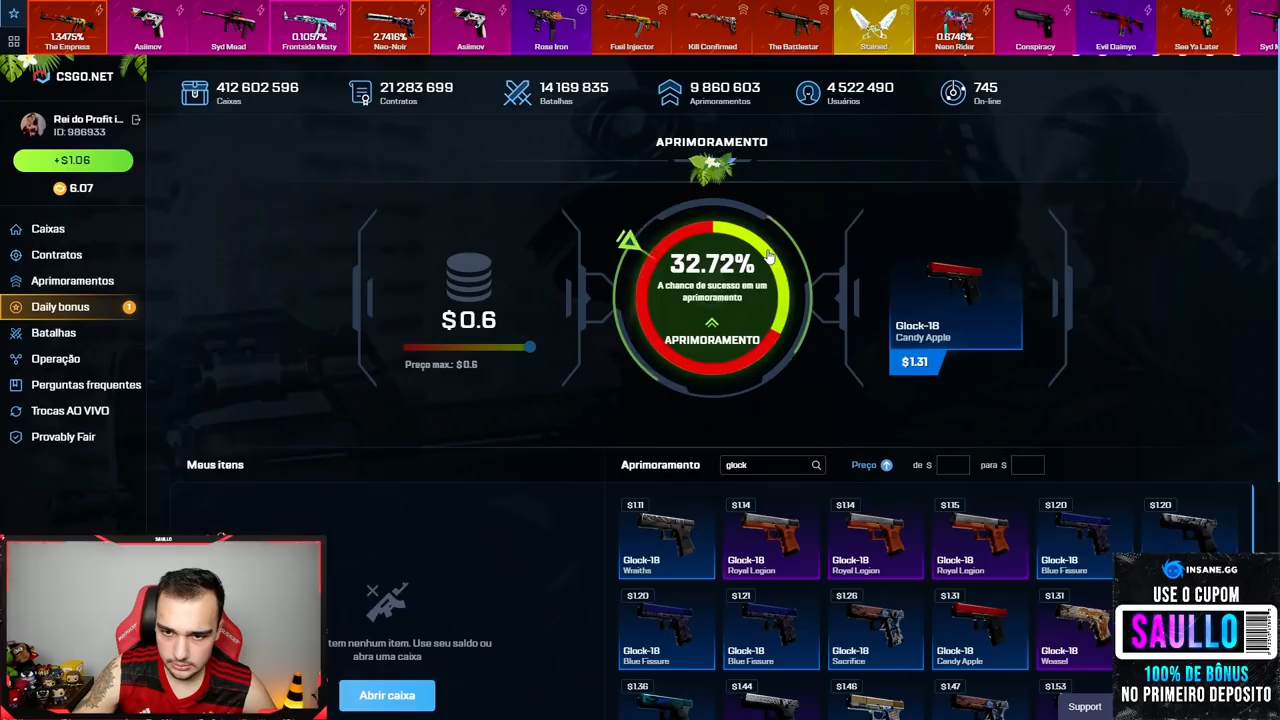 1.3475%
The Empress
Asiimov
Syd Mead
0.1057%
Frontside Misty
2.7416%
Neo-Noir
Asiimov
Rose Iron
Fuel Injector
Kill Confirmed
The Battlestar
Stained
0.6746%
Neon Rider
Conspiracy
Evil Daimyo
See Ya Later
CSGO.NET
Rei do Profit i...
ID: 986933
+$1.06
6.07
Caixas
Contratos
Aprimoramentos
Daily bonus 1
Batalhas
Operação
Perguntas frequentes
Trocas AO VIVO
Provably Fair
412 602 596
Caixas
21 283 699
Contratos
14 169 835
Batalhas
9 860 603
Aprimoramentos
4 522 490
Usuários
745
On-line
APRIMORAMENTO
$ 0.6
Preço max.: $0.6
32.72%
A chance de sucesso em um
aprimoramento
APRIMORAMENTO
Glock-18
Candy Apple
$1.31
Meus itens
tem nenhum item. Use seu saldo ou
abra uma caixa
Abrir caixa
Aprimoramento
glock
Preço
de $
para $
$1.11
Glock-18
Wraiths
$1.14
Glock-18
Royal Legion
$1.14
Glock-18
Royal Legion
$1.15
Glock-18
Royal Legion
$1.20
Glock-18
Blue Fissure
$1.20
$1.20
Glock-18
Blue Fissure
$1.21
Glock-18
Blue Fissure
$1.26
Glock-18
Sacrifice
$1.31
Glock-18
Candy Apple
$1.31
Glock-18
Weasel
$1.36
$1.44
$1.46
$1.47
$1.53
SAULLO
INSANE.GG
USE O CUPOM
SAULLO
100% DE BÔNUS
NO PRIMEIRO DEPOSITO
Support